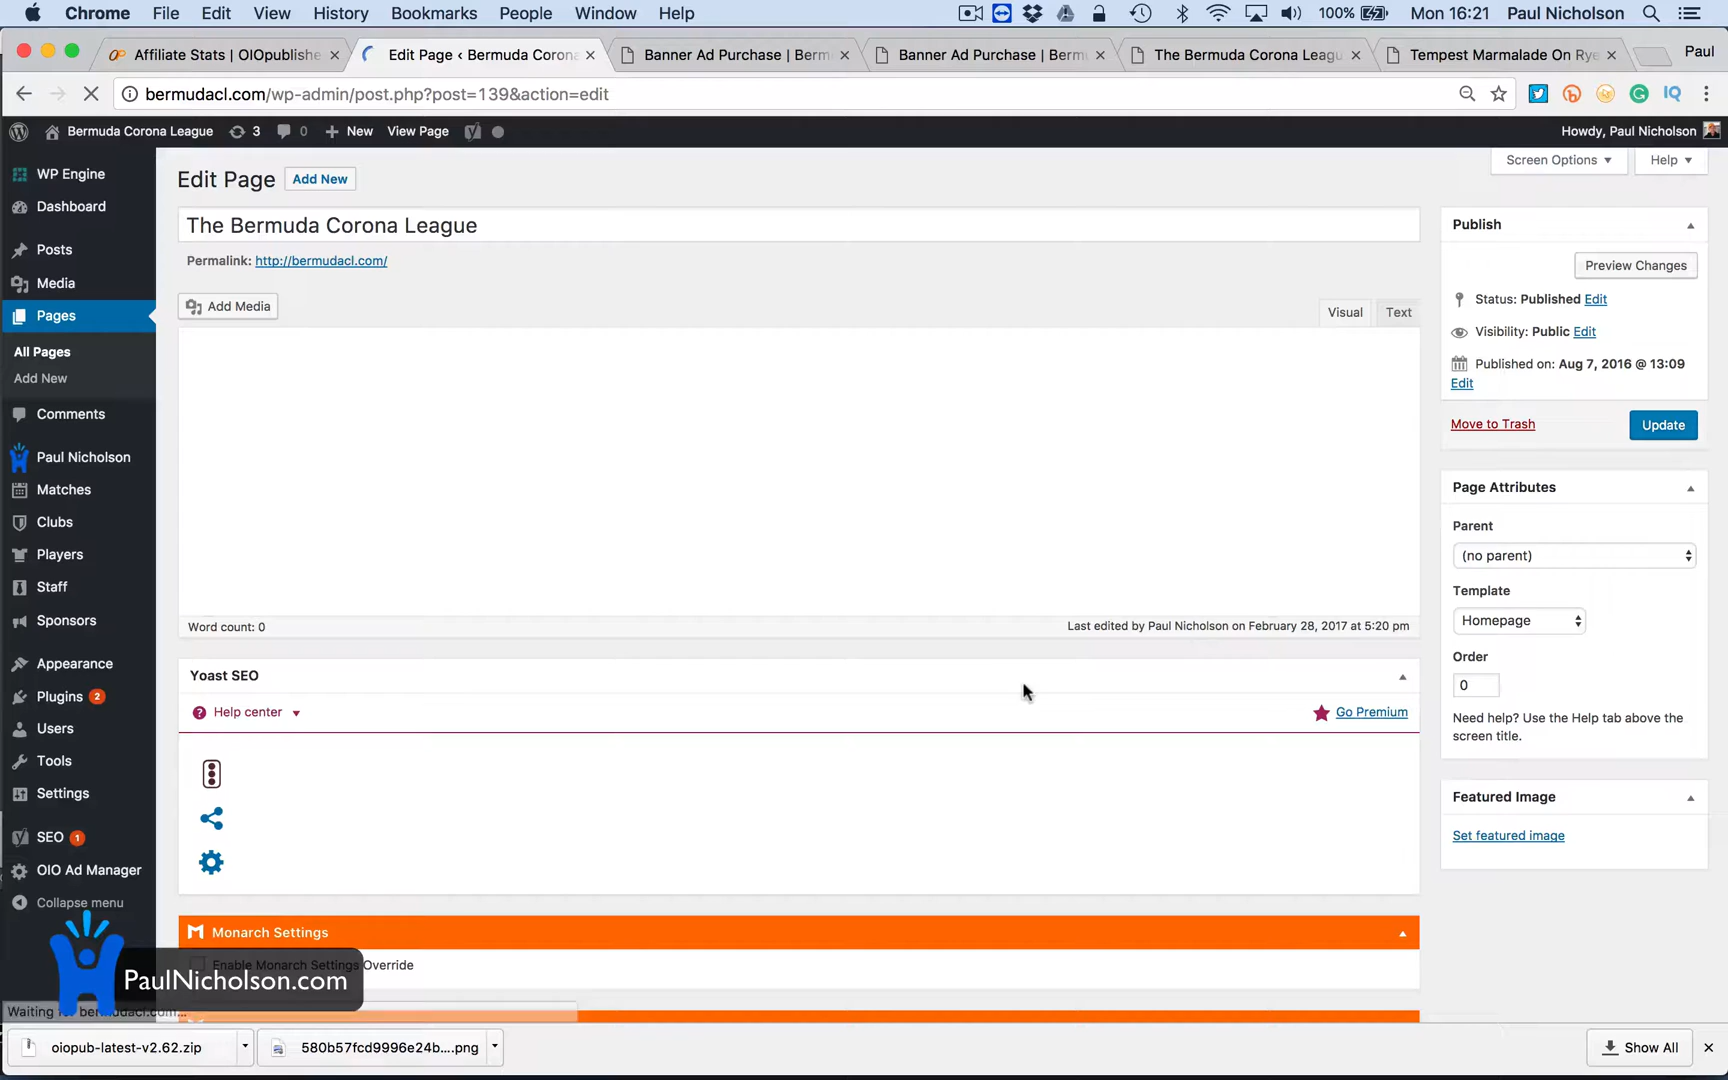 Chrome File Edit View History Bookmarks People Window Help 100% Mon 16:21 Paul Nicholson
Affiliate Stats | OIOpublishe Edit Page ‹ Bermuda Corona Banner Ad Purchase | Berm Banner Ad Purchase | Bermu The Bermuda Corona Leagu Tempest Marmalade On Rye Paul
bermudacl.com/wp-admin/post.php?post=139&action=edit
Bermuda Corona League 3 0 New View Page Howdy, Paul Nicholson
Screen Options Help
WP Engine
Dashboard
Posts
Media
Pages
All Pages
Add New
Comments
Paul Nicholson
Matches
Clubs
Players
Staff
Sponsors
Appearance
Plugins 2
Users
Tools
Settings
SEO 1
OIO Ad Manager
Collapse menu
Edit Page Add New
The Bermuda Corona League
Permalink: http://bermudacl.com/
Add Media
Visual Text
Word count: 0 Last edited by Paul Nicholson on February 28, 2017 at 5:20 pm
Yoast SEO
Help center Go Premium
Monarch Settings
Enable Monarch Settings Override
Publish
Preview Changes
Status: Published Edit
Visibility: Public Edit
Published on: Aug 7, 2016 @ 13:09
Edit
Move to Trash Update
Page Attributes
Parent
(no parent)
Template
Homepage
Order
0
Need help? Use the Help tab above the
screen title.
Featured Image
Set featured image
PaulNicholson.com
Waiting for bermudacl.com...
oiopub-latest-v2.62.zip 580b57fcd9996e24b....png Show All